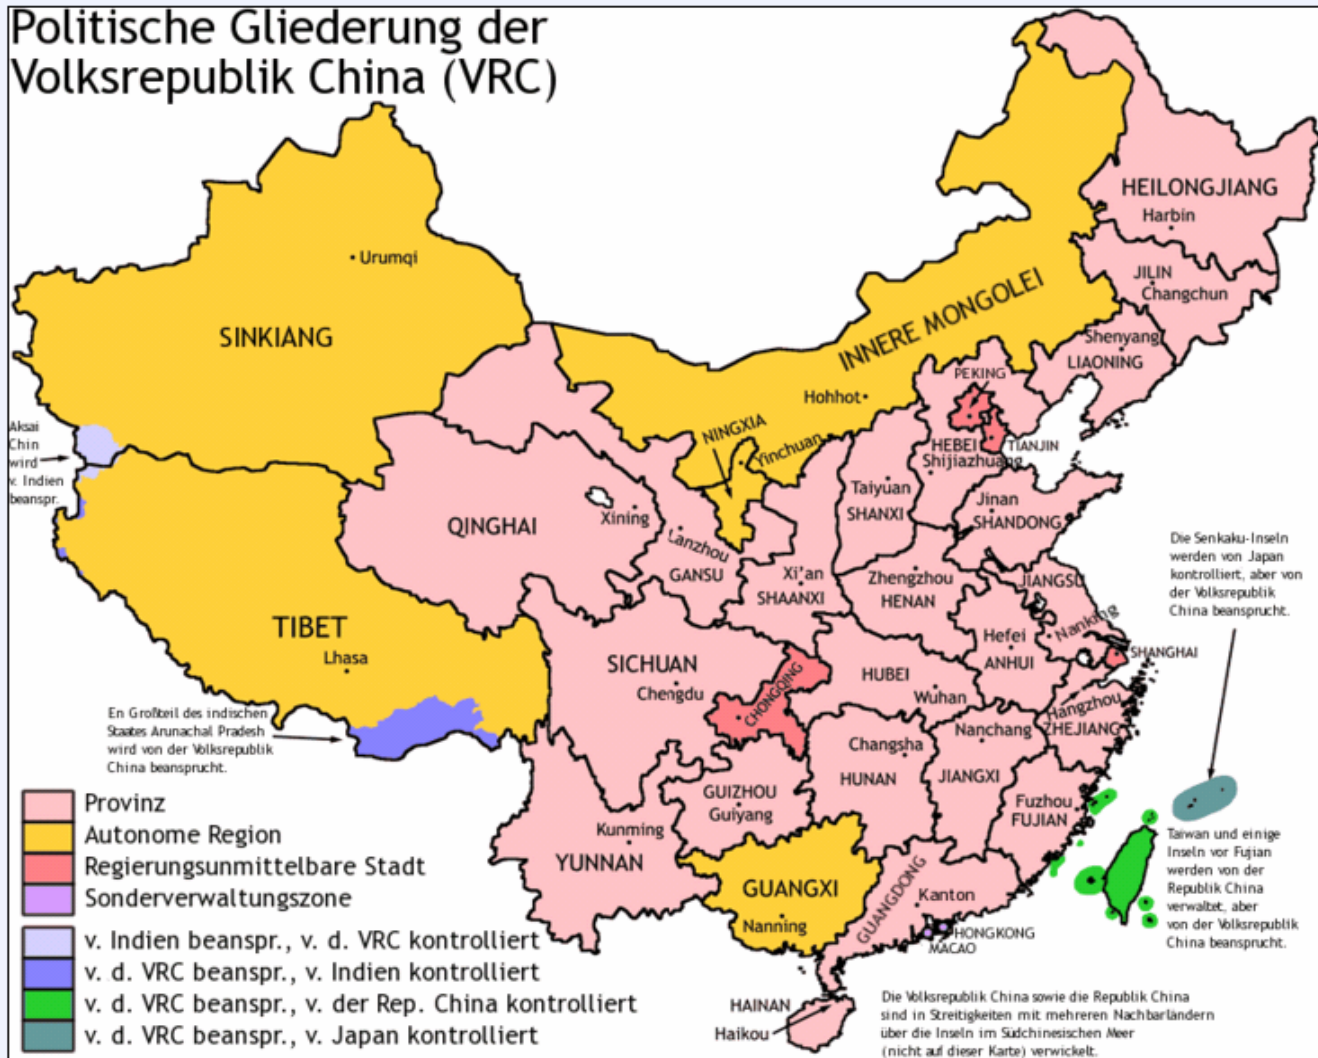 Politische Gliederung der
Volksrepublik China (VRC)
HEILONGJIANG
Harbin
Urumqi
JILIN
Changchun
INNERE MONGOLEI
SINKIANG
Shenyang
LIAONING
PEKING
Hohhot
Aksai
Chin
wird
v. Indien
beanspr.
NINGXIA
Yinchuan
HEBEI
TIANJIN
Shijiazhuang
Taiyuan
SHANXI
Jinan
SHANDONG
QINGHAI
Xining
Lanzhou
GANSU
Xi'an
SHAANXI
Zhengzhou
HENAN
JIANGSU
Nanking
Die Senkaku-Inseln
werden von Japan
kontrolliert, aber von
der Volksrepublik
China beansprucht.
TIBET
Lhasa
SICHUAN
Chengdu
CHONGQING
HUBEI
Wuhan
Hefei
ANHUI
SHANGHAI
Hangzhou
ZHEJIANG
En Großteil des indischen
Staates Arunachal Pradesh
wird von der Volksrepublik
China beansprucht.
Changsha
HUNAN
Nanchang
JIANGXI
GUIZHOU
Guiyang
Fuzhou
FUJIAN
Kunming
YUNNAN
GUANGXI
Nanning
GUANGDONG
Kanton
HONGKONG
MACAO
Taiwan und einige
Inseln vor Fujian
werden von der
Republik China
verwaltet, aber
von der Volksrepublik
China beansprucht.
HAINAN
Haikou
Die Volksrepublik China sowie die Republik China
sind in Streitigkeiten mit mehreren Nachbarländern
über die Inseln im Südchinesischen Meer
(nicht auf dieser Karte) verwickelt.
Provinz
Autonome Region
Regierungsunmittelbare Stadt
Sonderverwaltungszone
v. Indien beanspr., v. d. VRC kontrolliert
v. d. VRC beanspr., v. Indien kontrolliert
v. d. VRC beanspr., v. der Rep. China kontrolliert
v. d. VRC beanspr., v. Japan kontrolliert